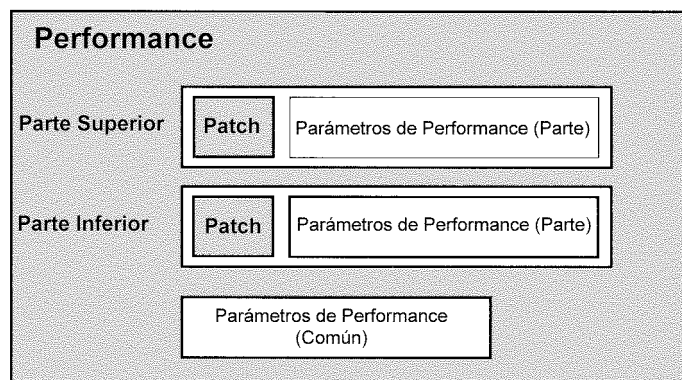 Performance
Parte Superior
Patch
Parámetros de Performance (Parte)
Parte Inferior
Patch
Parámetros de Performance (Parte)
Parámetros de Performance
(Común)